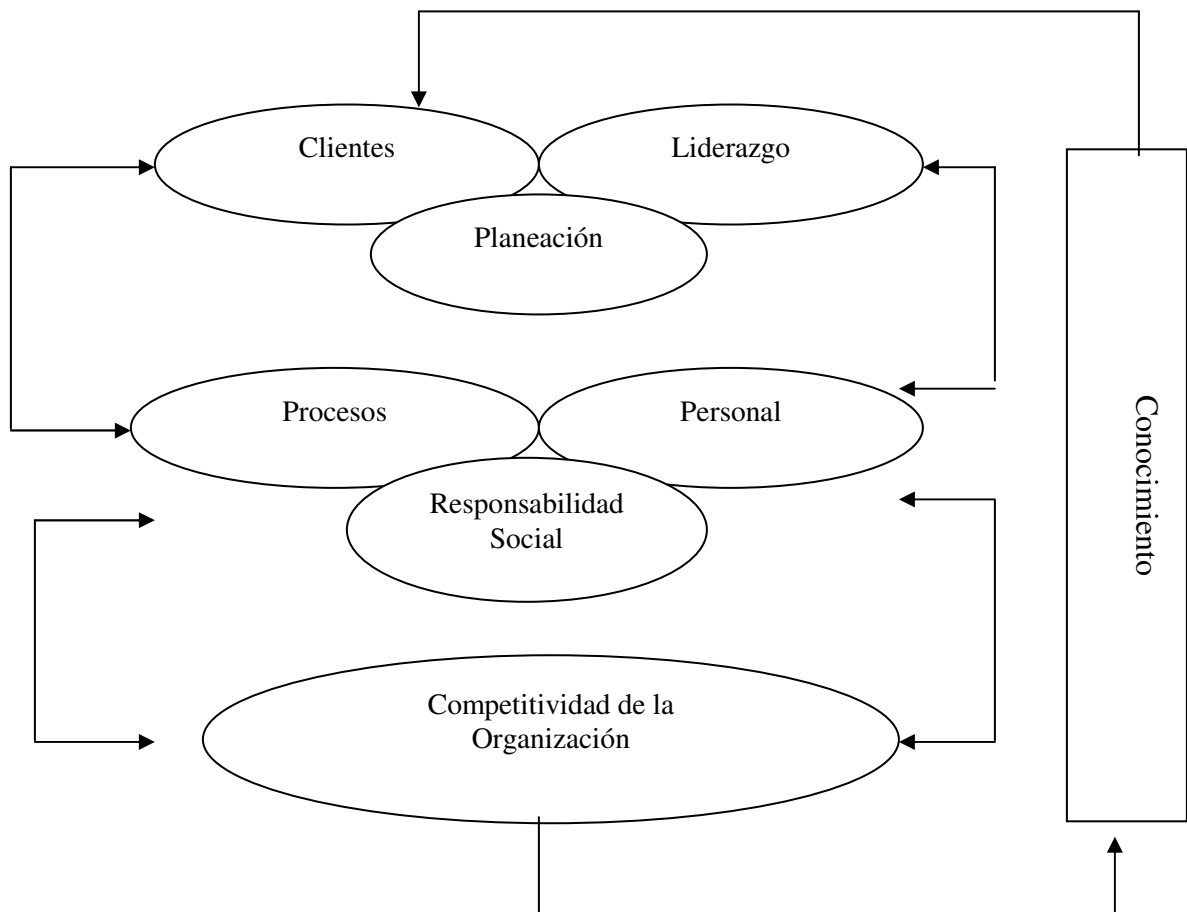 Clientes
Liderazgo
Planeación
Procesos
Personal
Responsabilidad
Social
Conocimiento
Competitividad de la
Organización